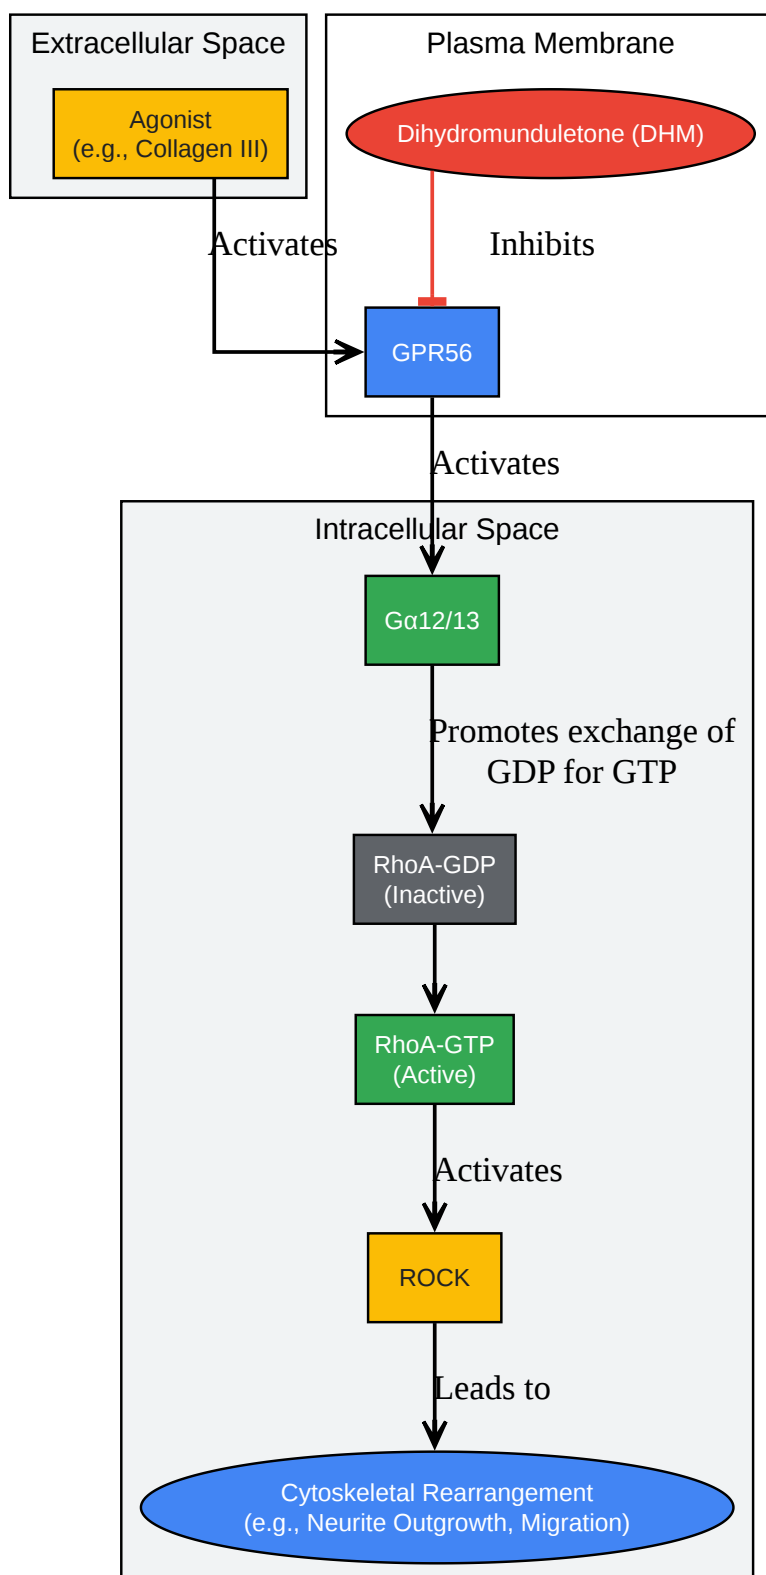 Extracellular Space
Plasma Membrane
Agonist
(e.g., Collagen III)
Dihydromunduletone (DHM)
Activates
Inhibits
GPR56
Activates
Intracellular Space
Gα12/13
Promotes exchange of
GDP for GTP
RhoA-GDP
(Inactive)
RhoA-GTP
(Active)
Activates
ROCK
Leads to
Cytoskeletal Rearrangement
(e.g., Neurite Outgrowth, Migration)